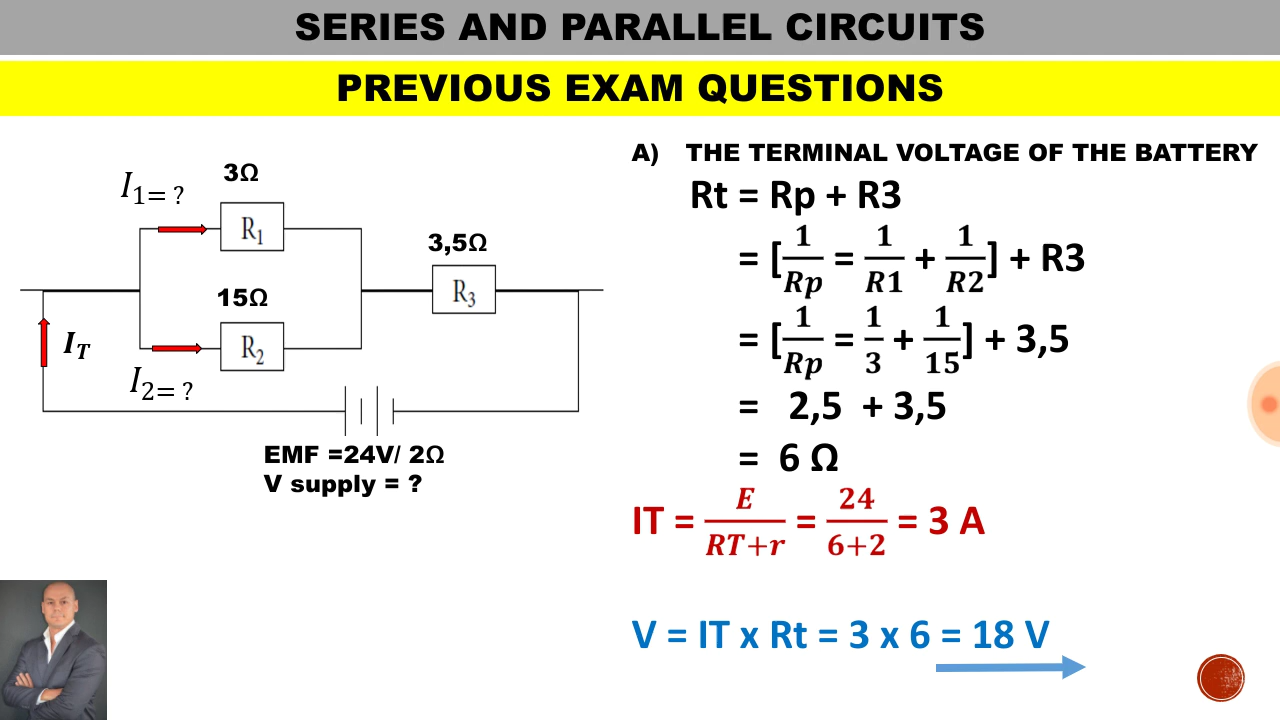 SERIES AND PARALLEL CIRCUITS
PREVIOUS EXAM QUESTIONS
3Ω
I₁₌ ?
R₁
15Ω
R₂
I₂₌ ?
I_T
3,5Ω
R₃
EMF =24V/ 2Ω
V supply = ?
A) THE TERMINAL VOLTAGE OF THE BATTERY
Rt = Rp + R3
= [1/Rp = 1/R1 + 1/R2] + R3
= [1/Rp = 1/3 + 1/15] + 3,5
= 2,5 + 3,5
= 6 Ω
IT = E/RT+r = 24/6+2 = 3 A
V = IT x Rt = 3 x 6 = 18 V